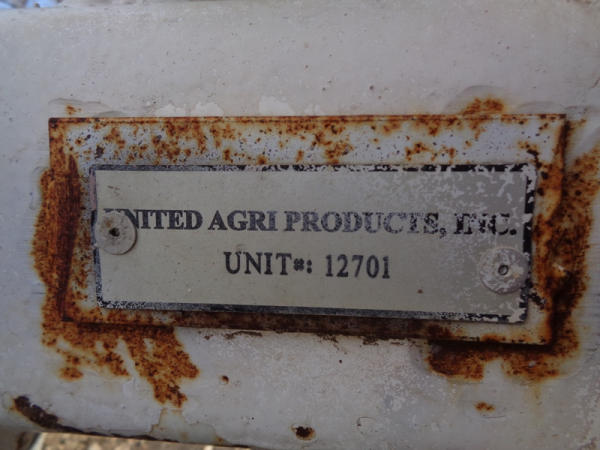 UNITED AGRI PRODUCTS, INC.
UNIT#: 12701